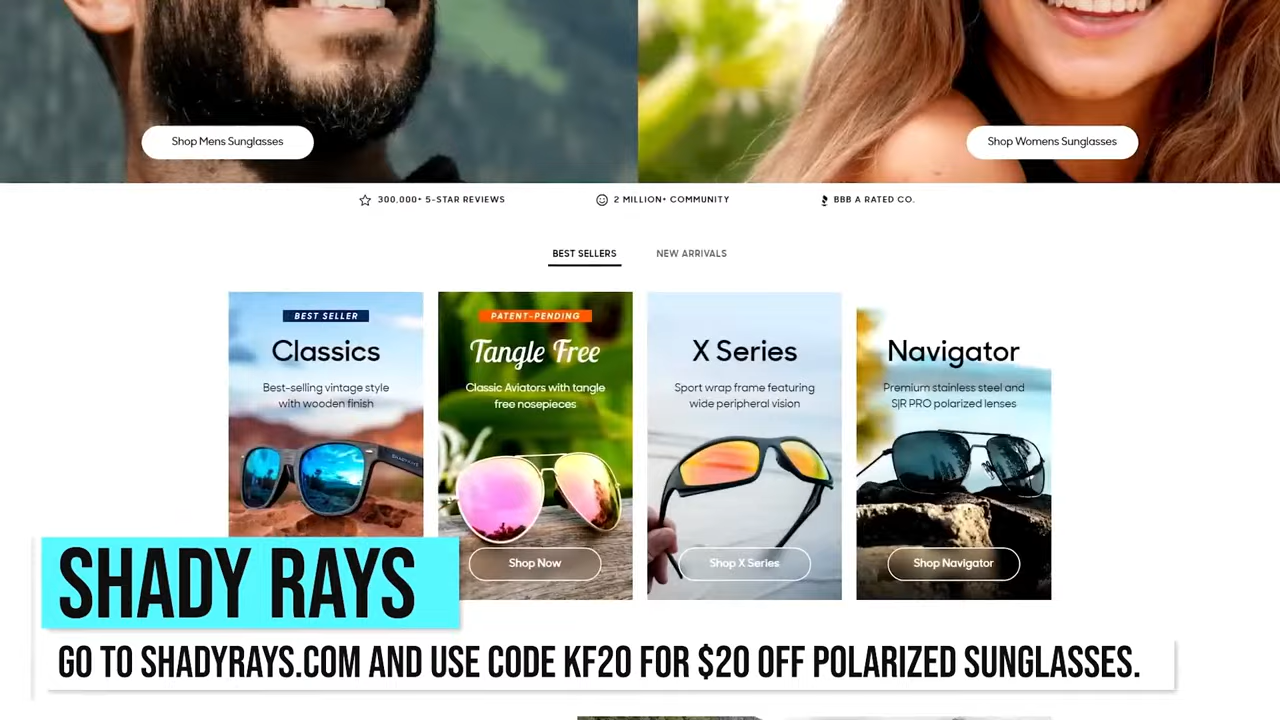 Shop Mens Sunglasses
Shop Womens Sunglasses
300,000+ 5-STAR REVIEWS
2 MILLION+ COMMUNITY
BBB A RATED CO.
BEST SELLERS
NEW ARRIVALS
BEST SELLER
Classics
Best-selling vintage style
with wooden finish
PATENT-PENDING
Tangle Free
Classic Aviators with tangle
free nosepieces
Shop Now
X Series
Sport wrap frame featuring
wide peripheral vision
Shop X Series
Navigator
Premium stainless steel and
S|R PRO polarized lenses
Shop Navigator
SHADY RAYS
GO TO SHADYRAYS.COM AND USE CODE KF20 FOR $20 OFF POLARIZED SUNGLASSES.